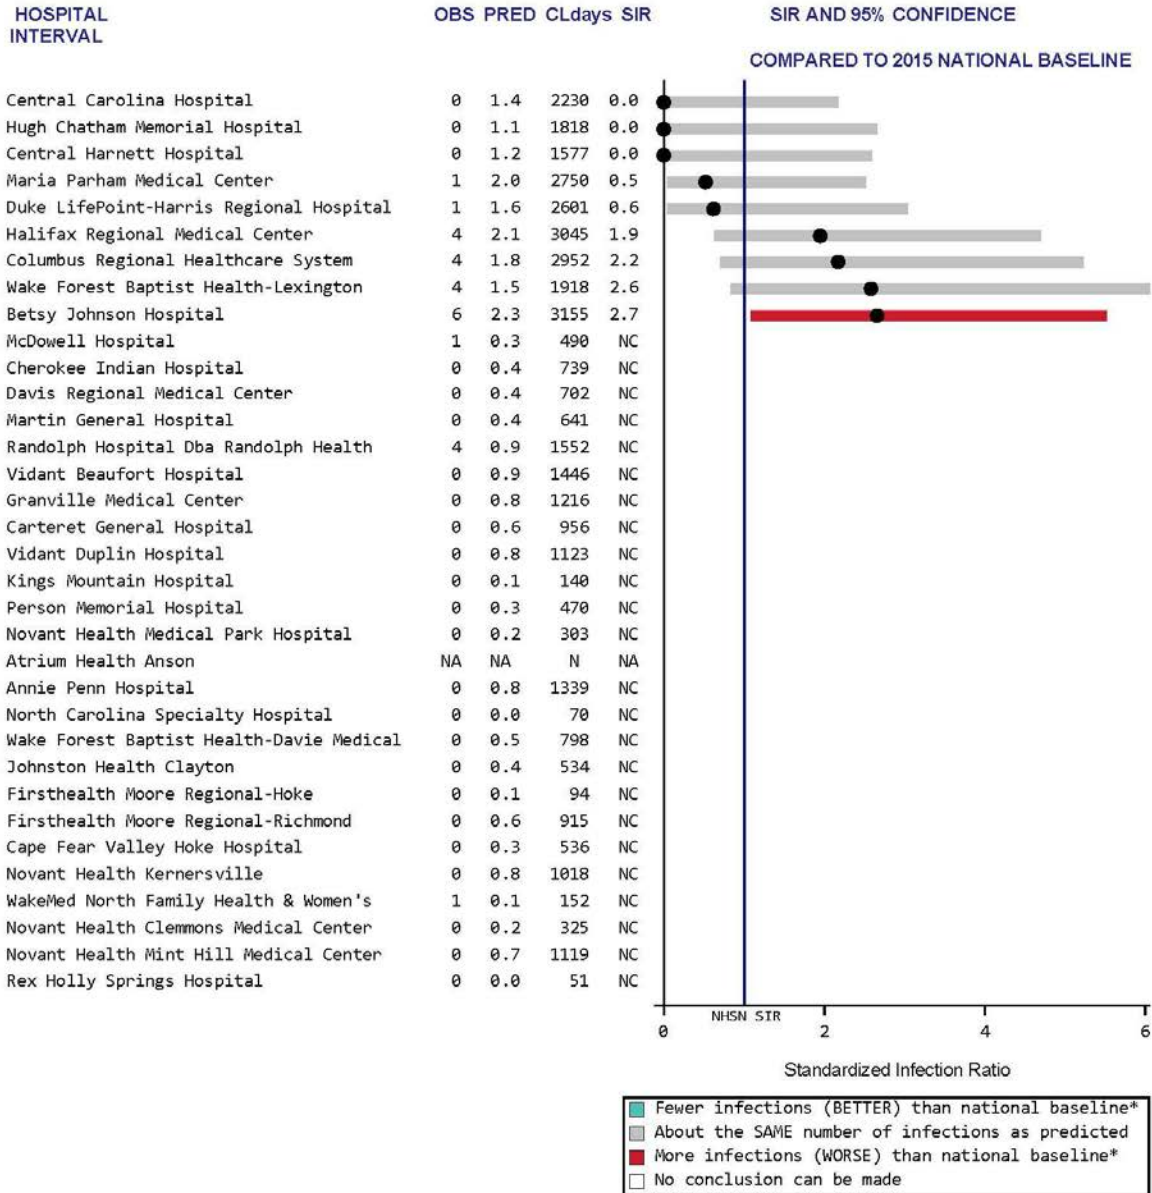 HOSPITAL OBS PRED CLdays SIR SIR AND 95% CONFIDENCE
INTERVAL
COMPARED TO 2015 NATIONAL BASELINE
Central Carolina Hospital 0 1.4 2230 0.0
Hugh Chatham Memorial Hospital 0 1.1 1818 0.0
Central Harnett Hospital 0 1.2 1577 0.0
Maria Parham Medical Center 1 2.0 2750 0.5
Duke LifePoint-Harris Regional Hospital 1 1.6 2601 0.6
Halifax Regional Medical Center 4 2.1 3045 1.9
Columbus Regional Healthcare System 4 1.8 2952 2.2
Wake Forest Baptist Health-Lexington 4 1.5 1918 2.6
Betsy Johnson Hospital 6 2.3 3155 2.7
McDowell Hospital 1 0.3 490 NC
Cherokee Indian Hospital 0 0.4 739 NC
Davis Regional Medical Center 0 0.4 702 NC
Martin General Hospital 0 0.4 641 NC
Randolph Hospital Dba Randolph Health 4 0.9 1552 NC
Vidant Beaufort Hospital 0 0.9 1446 NC
Granville Medical Center 0 0.8 1216 NC
Carteret General Hospital 0 0.6 956 NC
Vidant Duplin Hospital 0 0.8 1123 NC
Kings Mountain Hospital 0 0.1 140 NC
Person Memorial Hospital 0 0.3 470 NC
Novant Health Medical Park Hospital 0 0.2 303 NC
Atrium Health Anson NA NA N NA
Annie Penn Hospital 0 0.8 1339 NC
North Carolina Specialty Hospital 0 0.0 70 NC
Wake Forest Baptist Health-Davie Medical 0 0.5 798 NC
Johnston Health Clayton 0 0.4 534 NC
Firsthealth Moore Regional-Hoke 0 0.1 94 NC
Firsthealth Moore Regional-Richmond 0 0.6 915 NC
Cape Fear Valley Hoke Hospital 0 0.3 536 NC
Novant Health Kernersville 0 0.8 1018 NC
WakeMed North Family Health & Women's 1 0.1 152 NC
Novant Health Clemmons Medical Center 0 0.2 325 NC
Novant Health Mint Hill Medical Center 0 0.7 1119 NC
Rex Holly Springs Hospital 0 0.0 51 NC
NHSN SIR
0 2 4 6
Standardized Infection Ratio
Fewer infections (BETTER) than national baseline*
About the SAME number of infections as predicted
More infections (WORSE) than national baseline*
No conclusion can be made